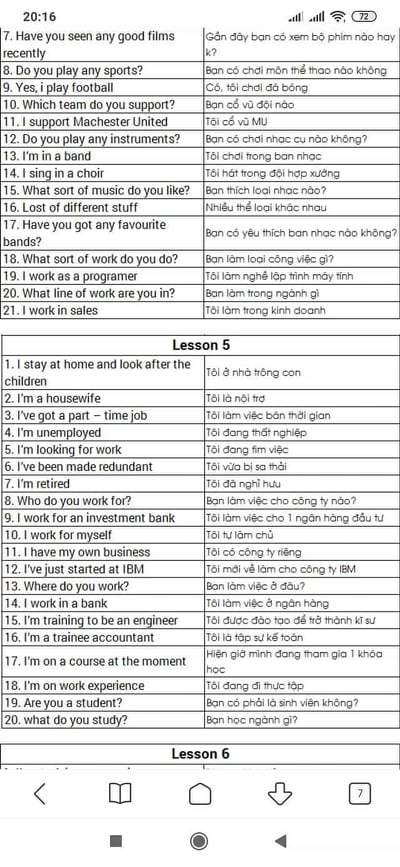 20:16
72
7. Have you seen any good films recently
Gần đây bạn có xem bộ phim nào hay k?
8. Do you play any sports?
Bạn có chơi môn thể thao nào không
9. Yes, i play football
Có, tôi chơi đá bóng
10. Which team do you support?
Bạn cổ vũ đội nào
11. I support Machester United
Tôi cổ vũ MU
12. Do you play any instruments?
Bạn có chơi nhạc cụ nào không?
13. I'm in a band
Tôi chơi trong ban nhạc
14. I sing in a choir
Tôi hát trong đội hợp xướng
15. What sort of music do you like?
Bạn thích loại nhạc nào?
16. Lost of different stuff
Nhiều thể loại khác nhau
17. Have you got any favourite bands?
Bạn có yêu thích ban nhạc nào không?
18. What sort of work do you do?
Bạn làm loại công việc gì?
19. I work as a programer
Tôi làm nghề lập trình máy tính
20. What line of work are you in?
Bạn làm trong ngành gì
21. I work in sales
Tôi làm trong kinh doanh
Lesson 5
1. I stay at home and look after the children
Tôi ở nhà trông con
2. I'm a housewife
Tôi là nội trợ
3. I've got a part – time job
Tôi làm việc bán thời gian
4. I'm unemployed
Tôi đang thất nghiệp
5. I'm looking for work
Tôi đang tìm việc
6. I've been made redundant
Tôi vừa bị sa thải
7. I'm retired
Tôi đã nghỉ hưu
8. Who do you work for?
Bạn làm việc cho công ty nào?
9. I work for an investment bank
Tôi làm việc cho 1 ngân hàng đầu tư
10. I work for myself
Tôi tự làm chủ
11. I have my own business
Tôi có công ty riêng
12. I've just started at IBM
Tôi mới về làm cho công ty IBM
13. Where do you work?
Bạn làm việc ở đâu?
14. I work in a bank
Tôi làm việc ở ngân hàng
15. I'm training to be an engineer
Tôi được đào tạo để trở thành kĩ sư
16. I'm a trainee accountant
Tôi là tập sự kế toán
17. I'm on a course at the moment
Hiện giờ mình đang tham gia 1 khóa học
18. I'm on work experience
Tôi đang đi thực tập
19. Are you a student?
Bạn có phải là sinh viên không?
20. what do you study?
Bạn học ngành gì?
Lesson 6
7